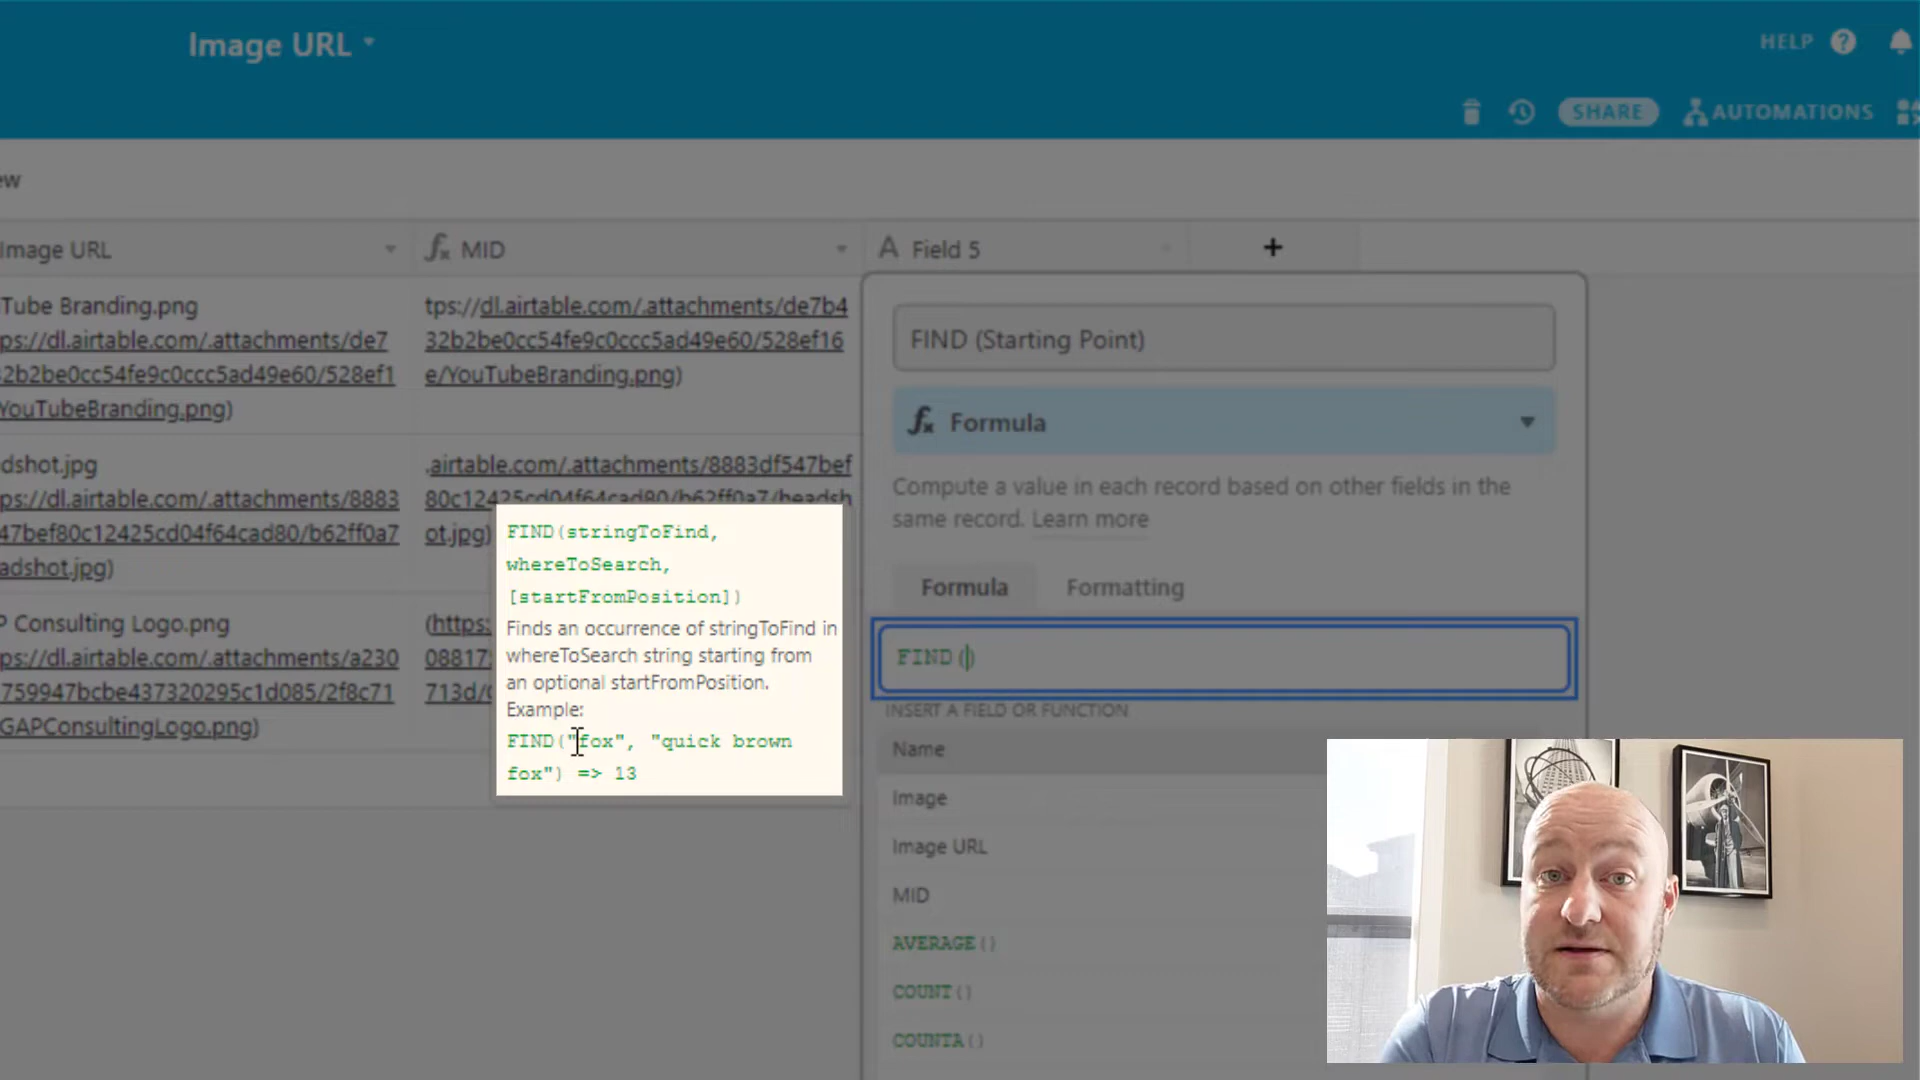 Image URL
HELP
SHARE
AUTOMATIONS
ew
Image URL
MID
A Field 5
+
Tube Branding.png
ps://dl.airtable.com/.attachments/de7
32b2be0cc54fe9c0ccc5ad49e60/528ef1
YouTubeBranding.png)
tps://dl.airtable.com/.attachments/de7b4
32b2be0cc54fe9c0ccc5ad49e60/528ef16
e/YouTubeBranding.png)
dshot.jpg
ps://dl.airtable.com/.attachments/8883
47bef80c12425cd04f64cad80/b62ff0a7
adshot.jpg)
.airtable.com/.attachments/8883df547bef
80c12425cd04f64cad80/b62ff0a7/headsh
ot.jpg)
P Consulting Logo.png
ps://dl.airtable.com/.attachments/a230
759947bcbe437320295c1d085/2f8c71
GAPConsultingLogo.png)
(https:
08817
713d/
FIND(stringToFind,
whereToSearch,
[startFromPosition])
Finds an occurrence of stringToFind in
whereToSearch string starting from
an optional startFromPosition.
Example:
FIND("fox", "quick brown
fox") => 13
FIND (Starting Point)
fx Formula
Compute a value in each record based on other fields in the
same record. Learn more
Formula Formatting
FIND()
INSERT A FIELD OR FUNCTION
Name
Image
Image URL
MID
AVERAGE()
COUNT()
COUNTA()